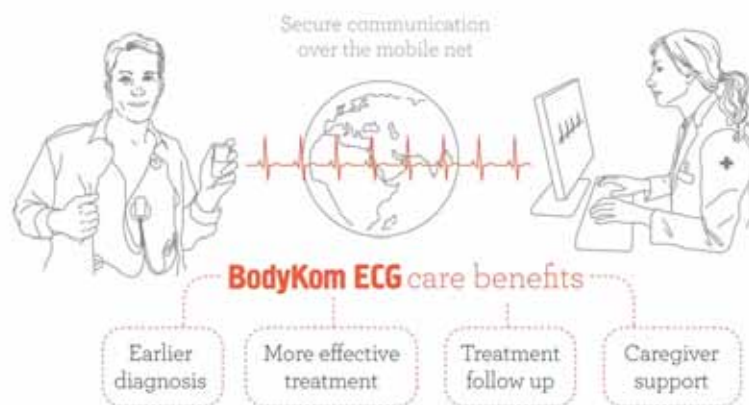 Secure communication
over the mobile net
BodyKom ECG care benefits
Earlier
diagnosis
More effective
treatment
Treatment
follow up
Caregiver
support